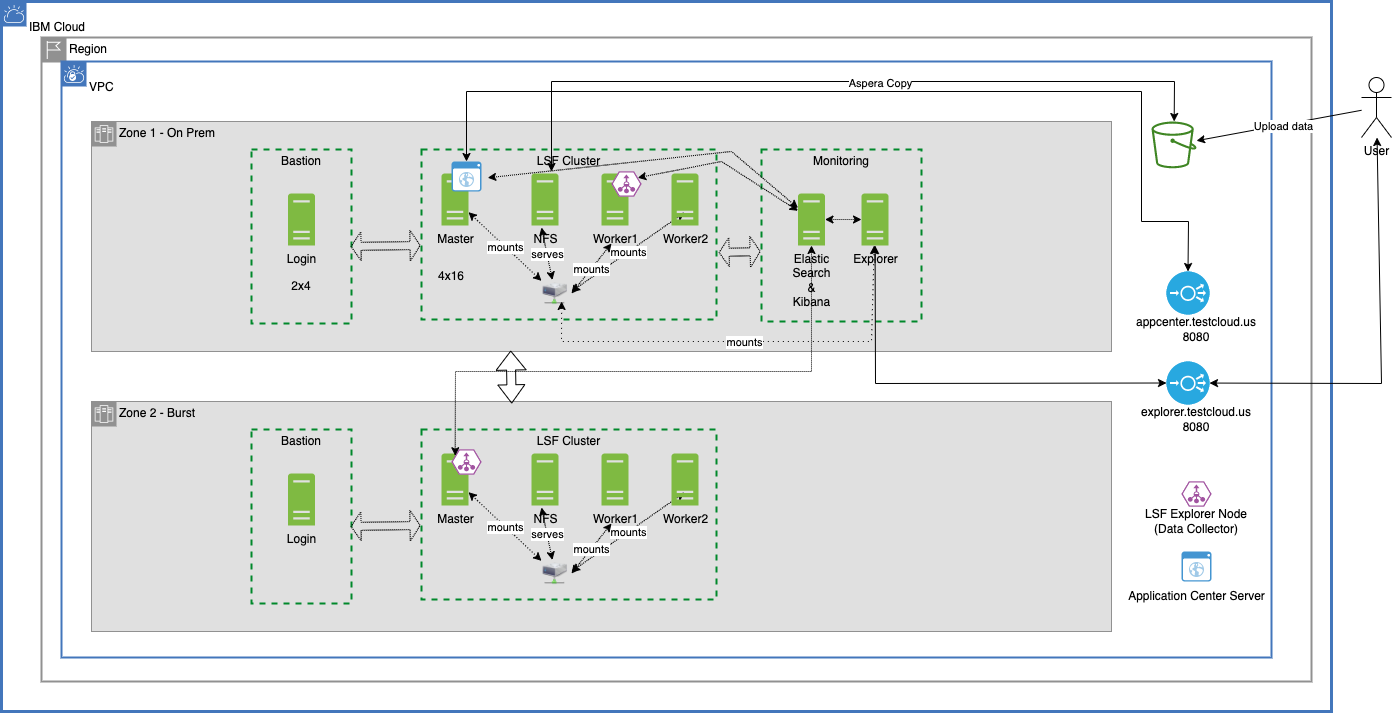 IBM Cloud
Region
VPC
Aspera Copy
Upload data
User
Zone 1 - On Prem
Bastion
LSF Cluster
Monitoring
Login
2x4
Master
4x16
NFS
Worker1
Worker2
mounts
serves
mounts
mounts
Elastic
Search
&
Kibana
Explorer
mounts
appcenter.testcloud.us
8080
explorer.testcloud.us
8080
Zone 2 - Burst
Bastion
LSF Cluster
Login
Master
NFS
Worker1
Worker2
mounts
serves
mounts
mounts
LSF Explorer Node
(Data Collector)
Application Center Server